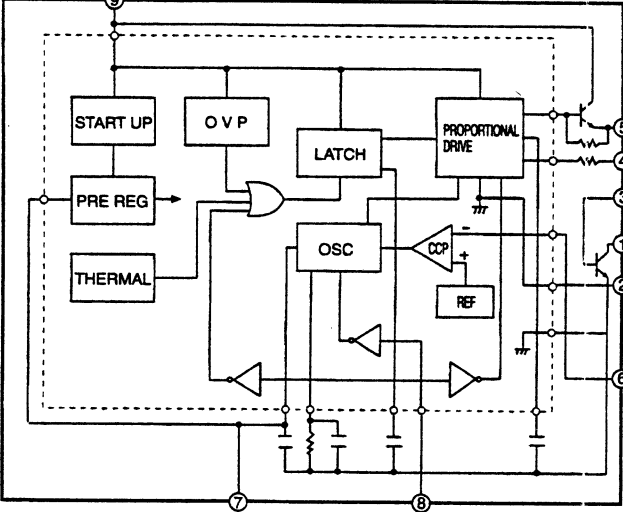 9
START UP
O V P
PROPORTIONAL
DRIVE
5
LATCH
4
PRE REG
3
OSC
CCP
-
+
1
THERMAL
REF
2
6
7
8